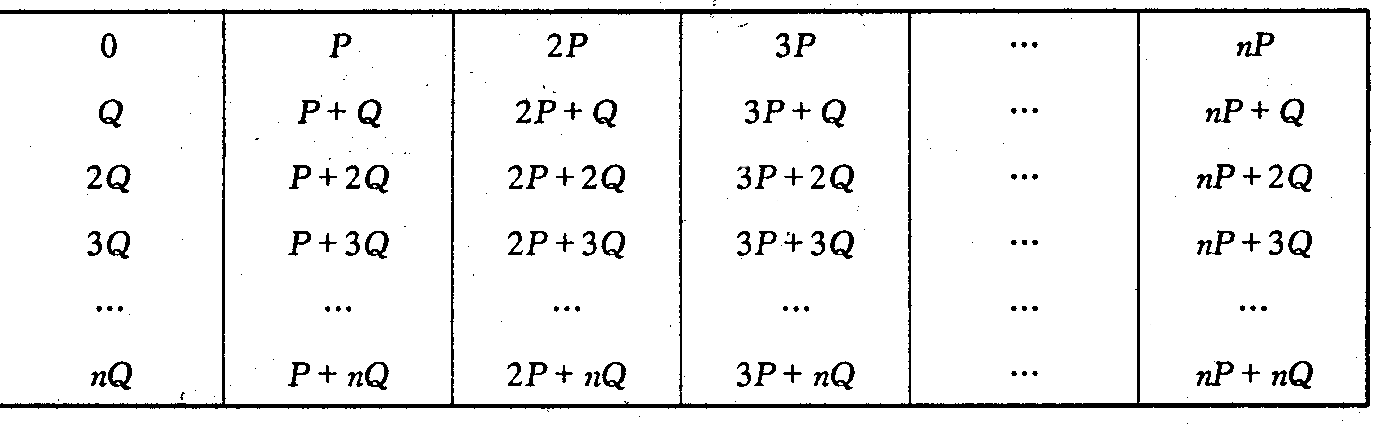 0 P 2P 3P ... nP
Q P + Q 2P + Q 3P + Q ... nP + Q
2Q P + 2Q 2P + 2Q 3P + 2Q ... nP + 2Q
3Q P + 3Q 2P + 3Q 3P + 3Q ... nP + 3Q
... ... ... ... ... ...
nQ P + nQ 2P + nQ 3P + nQ ... nP + nQ